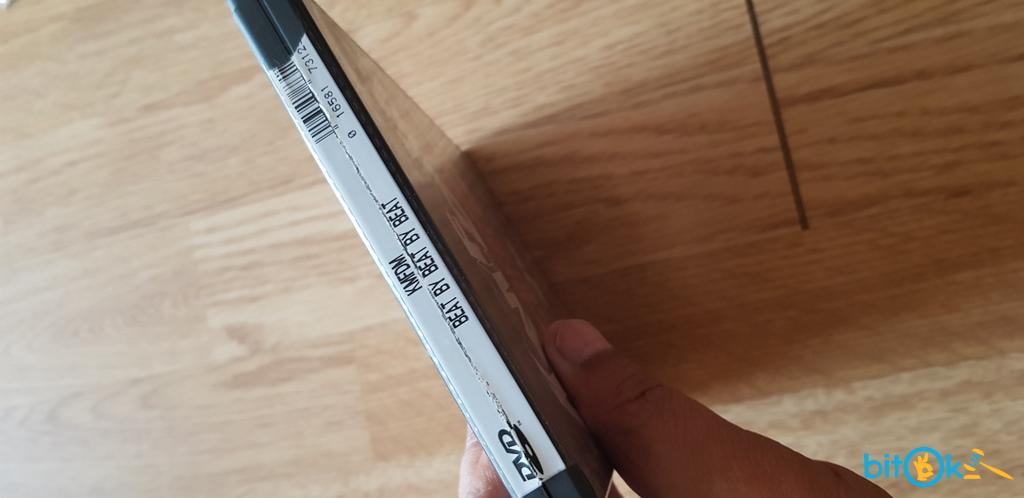 0 16581 7312
KMFDM
BEAT BY BEAT BY BEAT
DVD
bitok